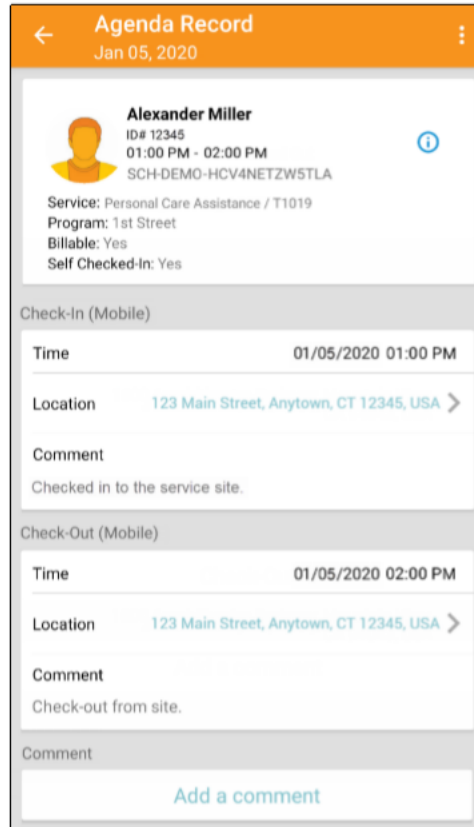 Agenda Record
Jan 05, 2020
Alexander Miller
ID# 12345
01:00 PM - 02:00 PM
SCH-DEMO-HCV4NETZW5TLA
Service: Personal Care Assistance / T1019
Program: 1st Street
Billable: Yes
Self Checked-In: Yes
Check-In (Mobile)
Time 01/05/2020 01:00 PM
Location 123 Main Street, Anytown, CT 12345, USA
Comment
Checked in to the service site.
Check-Out (Mobile)
Time 01/05/2020 02:00 PM
Location 123 Main Street, Anytown, CT 12345, USA
Comment
Check-out from site.
Comment
Add a comment